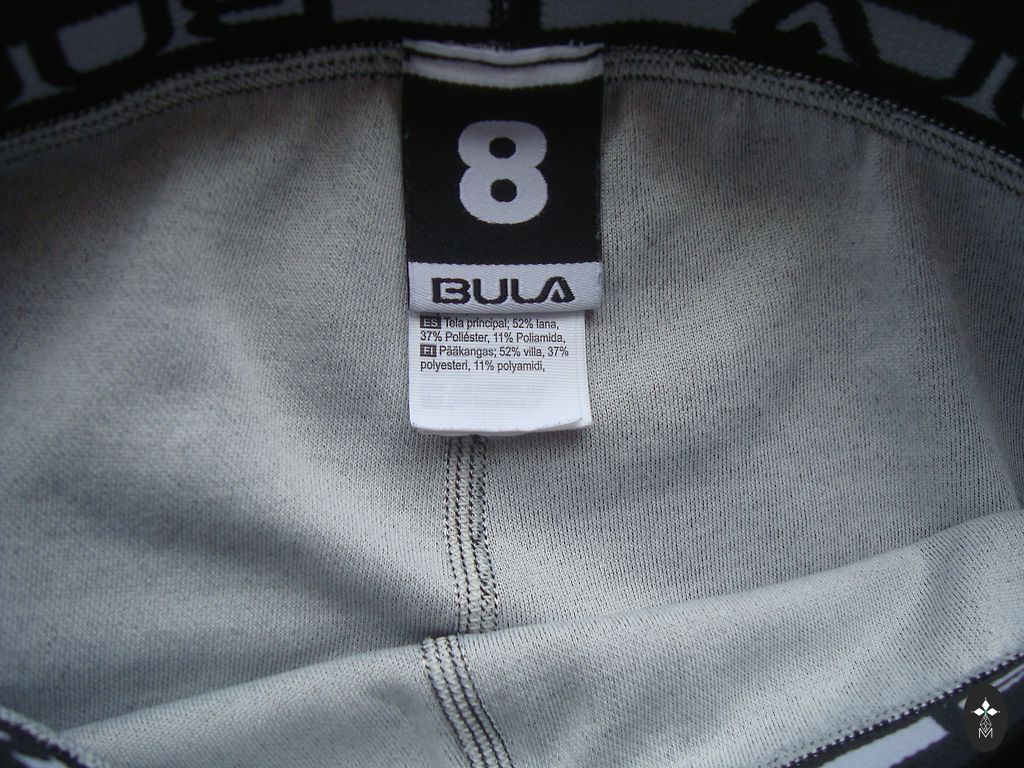 8
BULA
ES Tela principal; 52% lana,
37% Poliéster, 11% Poliamida,
FI Pääkangas; 52% villa, 37%
polyesteri, 11% polyamidi,
M